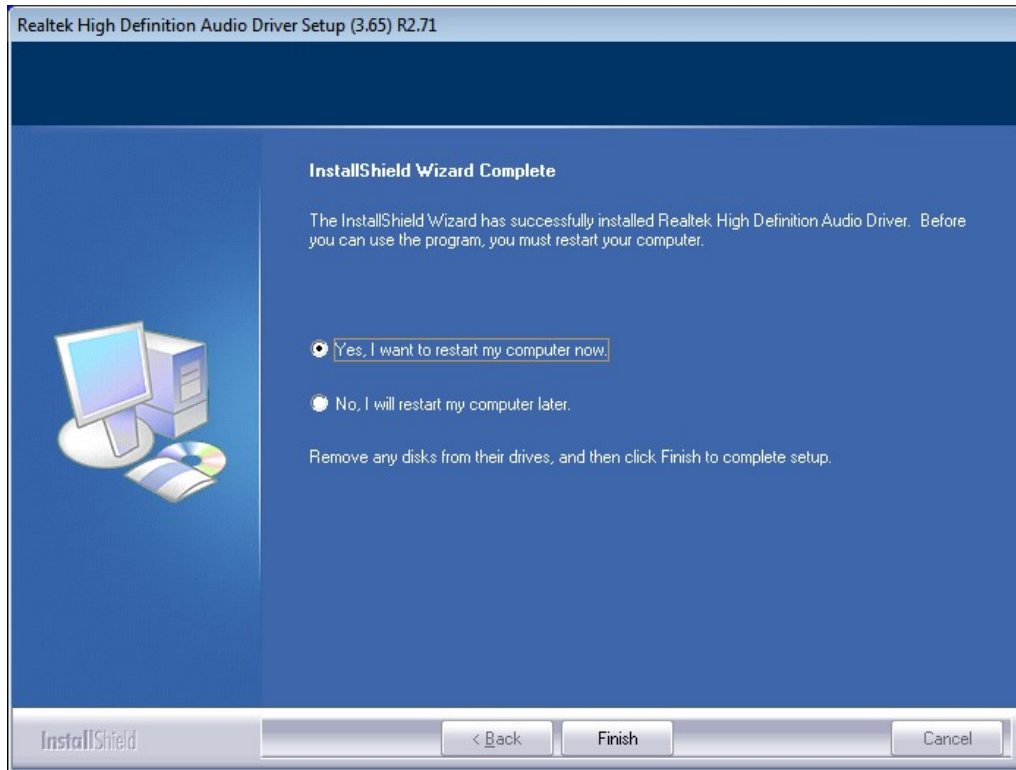 Realtek High Definition Audio Driver Setup (3.65) R2.71
InstallShield Wizard Complete
The InstallShield Wizard has successfully installed Realtek High Definition Audio Driver. Before
you can use the program, you must restart your computer.
Yes, I want to restart my computer now.
No, I will restart my computer later.
Remove any disks from their drives, and then click Finish to complete setup.
InstallShield
< Back
Finish
Cancel